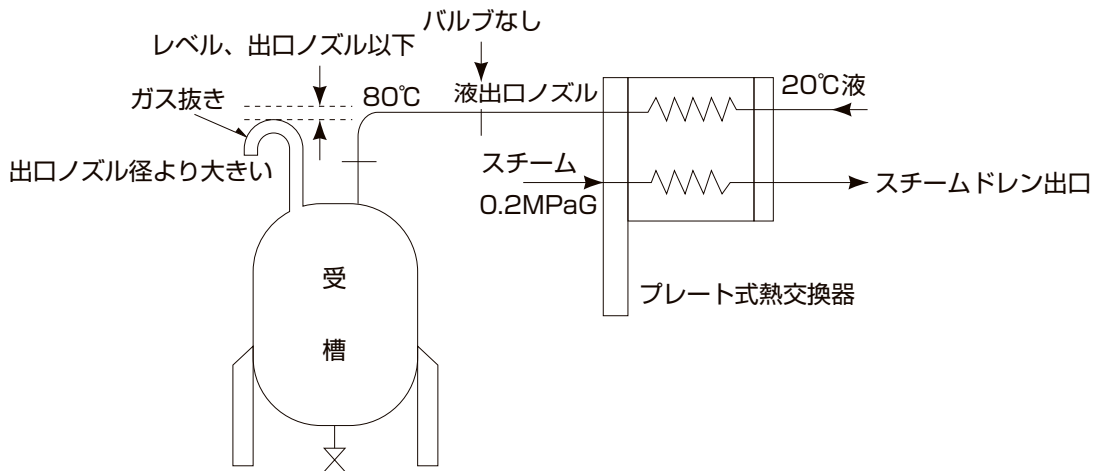 バルブなし
レベル、出口ノズル以下
ガス抜き
80℃
液出口ノズル
20℃液
出口ノズル径より大きい
スチーム
0.2MPaG
スチームドレン出口
プレート式熱交換器
受
槽